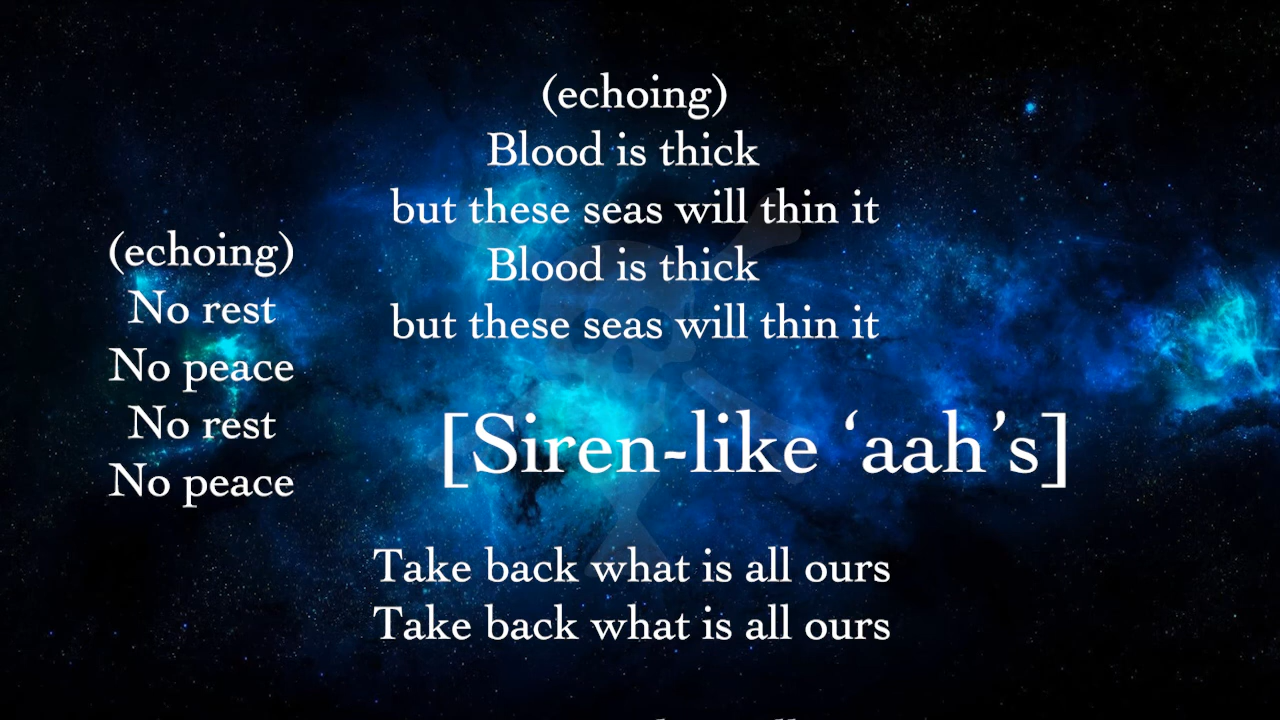 (echoing)
Blood is thick
but these seas will thin it
Blood is thick
but these seas will thin it
(echoing)
No rest
No peace
No rest
No peace
[Siren-like ‘aah’s]
Take back what is all ours
Take back what is all ours